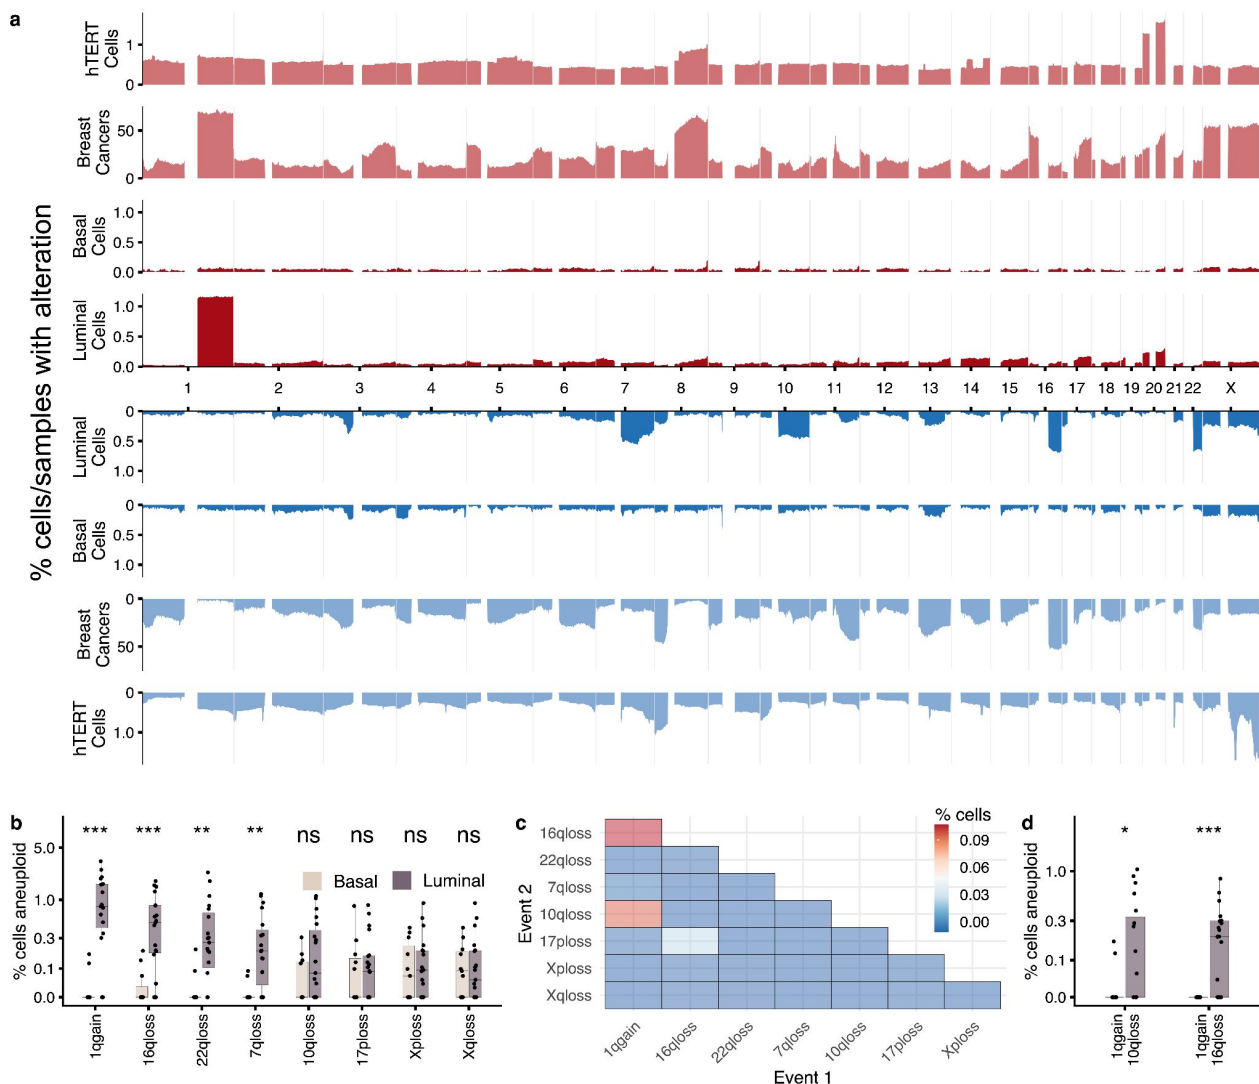 a
% cells/samples with alteration
hTERT
Cells
1
0
Breast
Cancers
50
0
Basal
Cells
1.0
0.5
0.0
Luminal
Cells
1.0
0.5
0.0
1 2 3 4 5 6 7 8 9 10 11 12 13 14 15 16 17 18 19 20 21 22 X
Luminal
Cells
0
0.5
1.0
Basal
Cells
0
0.5
1.0
Breast
Cancers
0
50
hTERT
Cells
0
1.0
b
% cells aneuploid
5.0
1.0
0.3
0.1
0.0
*** *** ** ** ns ns ns ns
Basal Luminal
1qgain 16qloss 22qloss 7qloss 10qloss 17ploss Xploss Xqloss
c
Event 2
16qloss
22qloss
7qloss
10qloss
17ploss
Xploss
Xqloss
% cells
0.09
0.06
0.03
0.00
1qgain 16qloss 22qloss 7qloss 10qloss 17ploss Xploss
Event 1
d
% cells aneuploid
* ***
1.0
0.3
0.1
0.0
1qgain
10qloss
1qgain
16qloss